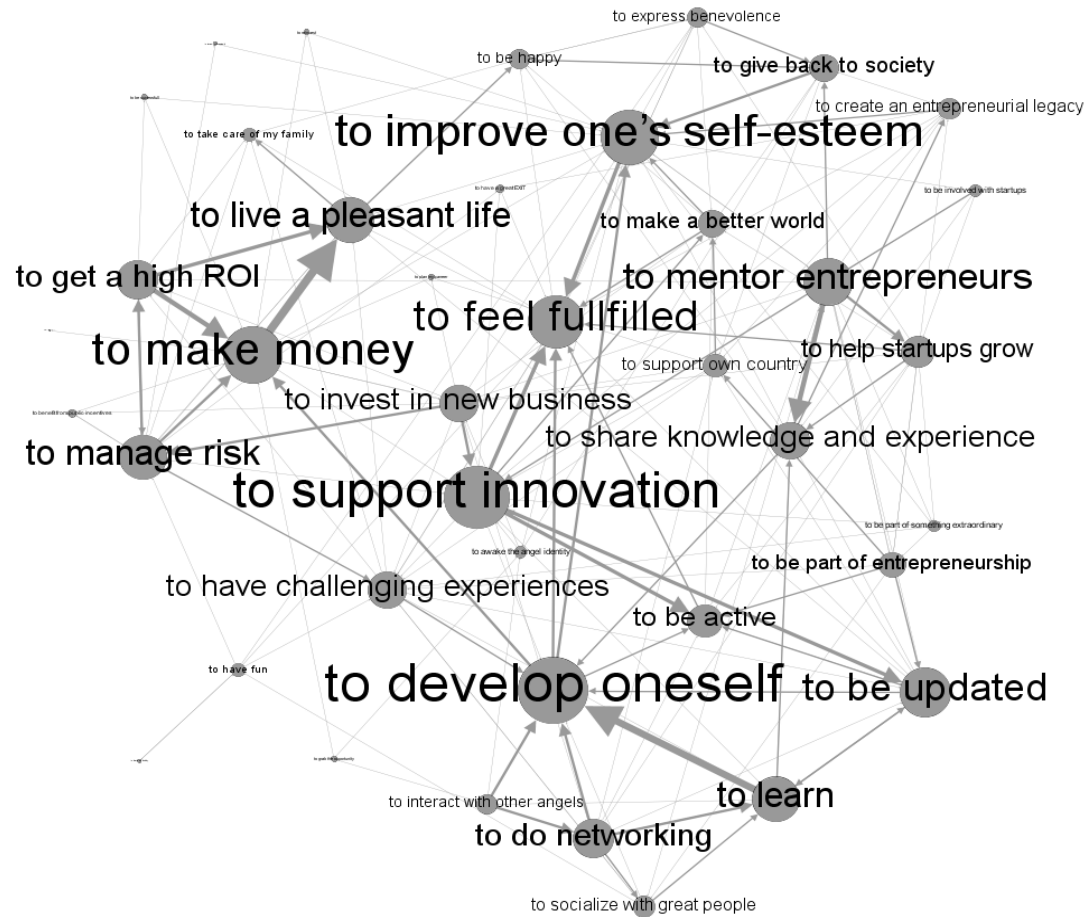 to express benevolence
to be happy
to give back to society
to create an entrepreneurial legacy
to take care of my family
to improve one's self-esteem
to be involved with startups
to live a pleasant life
to make a better world
to get a high ROI
to mentor entrepreneurs
to feel fullfilled
to make money
to help startups grow
to support own country
to invest in new business
to share knowledge and experience
to manage risk
to support innovation
to be part of something extraordinary
to awake the angel identity
to be part of entrepreneurship
to have challenging experiences
to be active
to have fun
to develop oneself
to be updated
to learn
to interact with other angels
to do networking
to socialize with great people